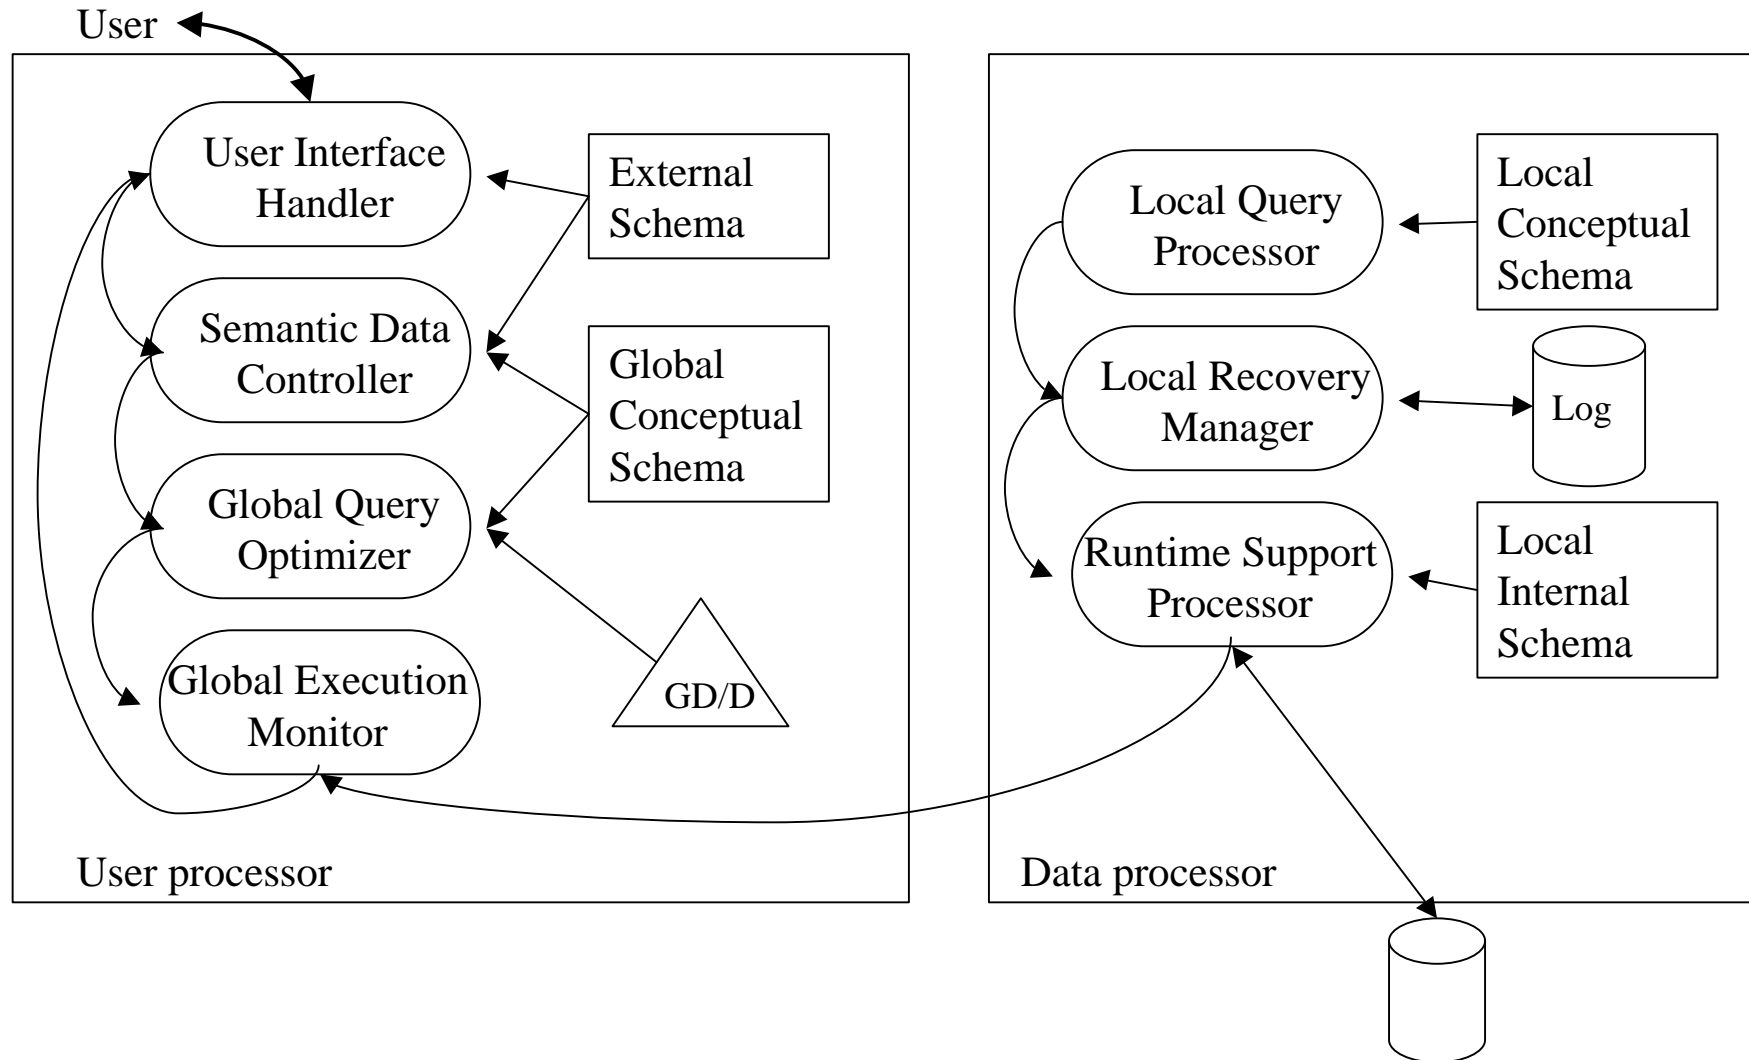 User
User Interface
Handler
External
Schema
Semantic Data
Controller
Global
Conceptual
Schema
Global Query
Optimizer
Global Execution
Monitor
GD/D
User processor
Local Query
Processor
Local
Conceptual
Schema
Local Recovery
Manager
Log
Runtime Support
Processor
Local
Internal
Schema
Data processor